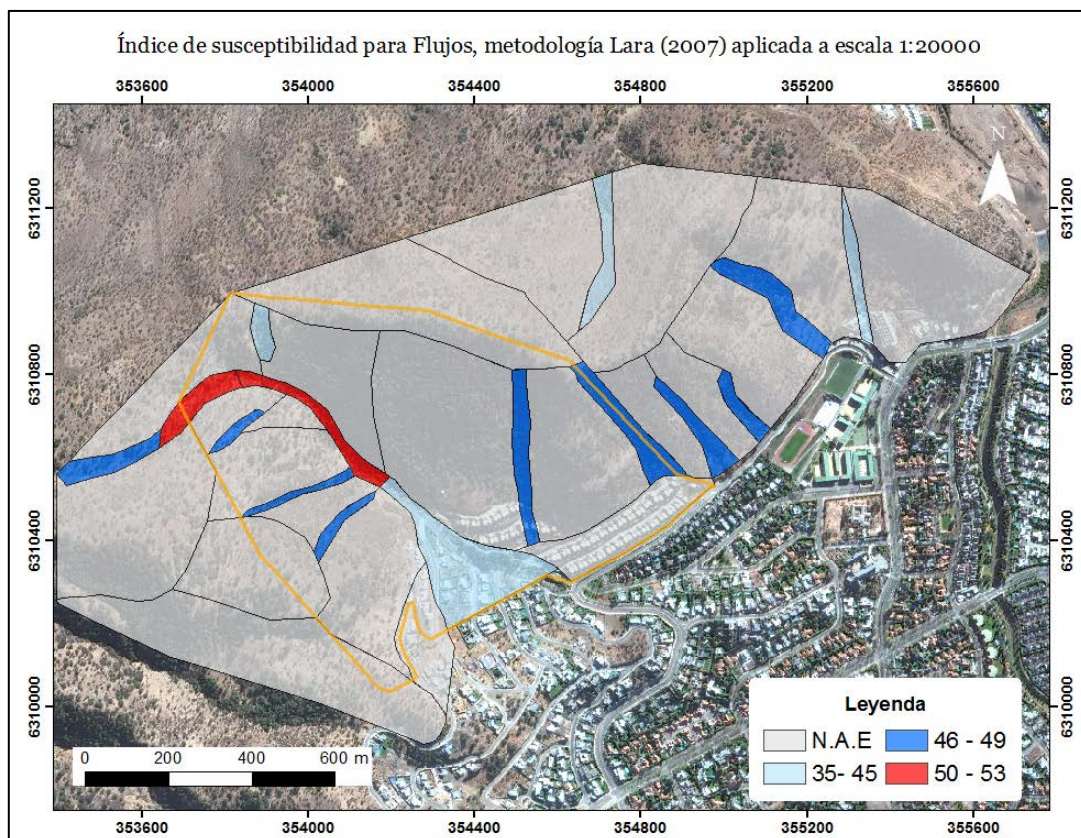 Índice de susceptibilidad para Flujos, metodología Lara (2007) aplicada a escala 1:20000
353600 354000 354400 354800 355200 355600
N
6311200 6311200
6310800 6310800
6310400 6310400
6310000 6310000
Leyenda
N.A.E 46 - 49
35- 45 50 - 53
0 200 400 600 m
353600 354000 354400 354800 355200 355600